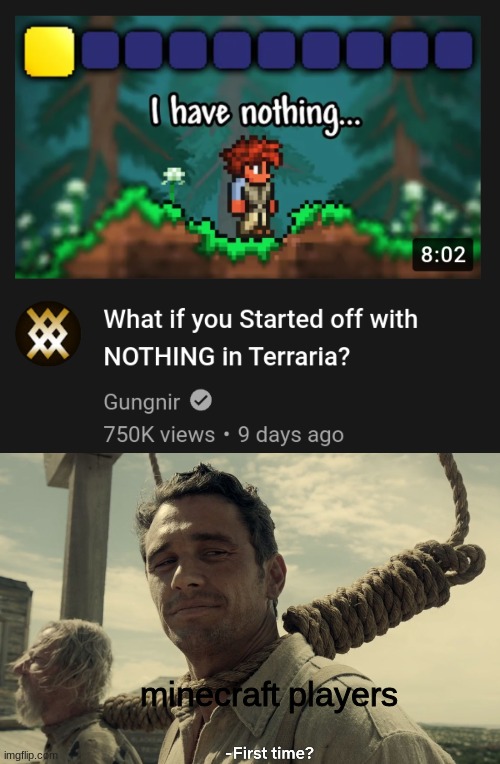 I have nothing...
8:02
What if you Started off with
NOTHING in Terraria?
Gungnir
750K views • 9 days ago
minecraft players
-First time?
imgflip.com